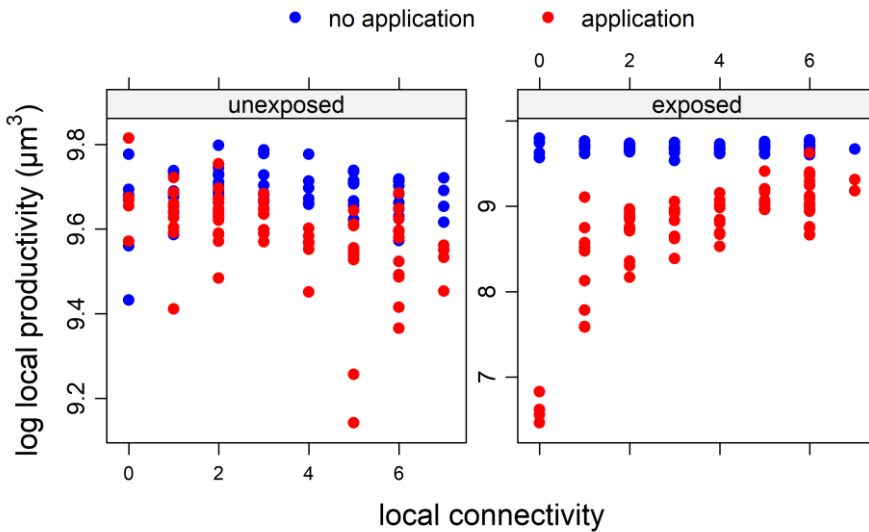 no application application
0 2 4 6
unexposed exposed
log local productivity (µm³)
9.8
9.6
9.4
9.2
9
8
7
0 2 4 6
local connectivity